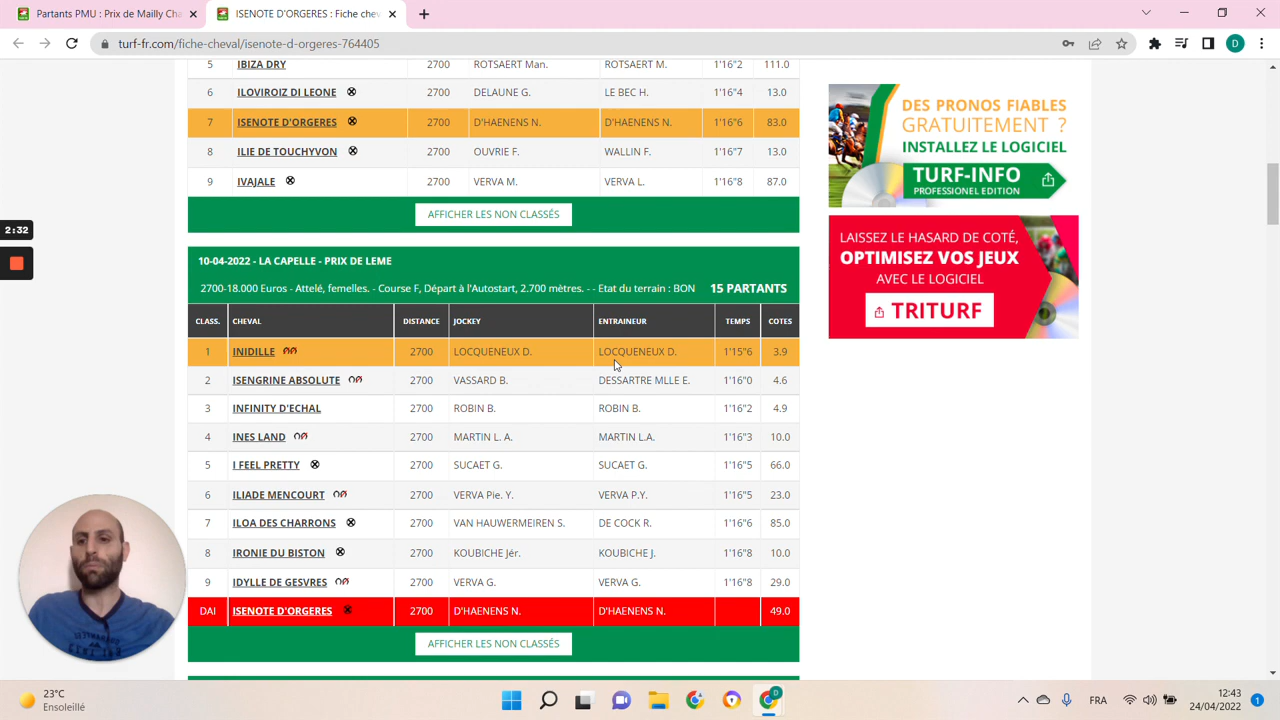 Partants PMU : Prix de Mailly Cha
ISENOTE D'ORGERES : Fiche chev
turf-fr.com/fiche-cheval/isenote-d-orgeres-764405
D
5 IBIZA DRY 2700 ROTSAERT Man. ROTSAERT M. 1'16"2 111.0
6 ILOVIROIZ DI LEONE 2700 DELAUNE G. LE BEC H. 1'16"4 13.0
7 ISENOTE D'ORGERES 2700 D'HAENENS N. D'HAENENS N. 1'16"6 83.0
8 ILIE DE TOUCHYVON 2700 OUVRIE F. WALLIN F. 1'16"7 13.0
9 IVAJALE 2700 VERVA M. VERVA L. 1'16"8 87.0
AFFICHER LES NON CLASSÉS
10-04-2022 - LA CAPELLE - PRIX DE LEME
2700-18.000 Euros - Attelé, femelles. - Course F, Départ à l'Autostart, 2.700 mètres. - - Etat du terrain : BON 15 PARTANTS
CLASS. CHEVAL DISTANCE JOCKEY ENTRAINEUR TEMPS COTES
1 INIDILLE 2700 LOCQUENEUX D. LOCQUENEUX D. 1'15"6 3.9
2 ISENGRINE ABSOLUTE 2700 VASSARD B. DESSARTRE MLLE E. 1'16"0 4.6
3 INFINITY D'ECHAL 2700 ROBIN B. ROBIN B. 1'16"2 4.9
4 INES LAND 2700 MARTIN L. A. MARTIN L.A. 1'16"3 10.0
5 I FEEL PRETTY 2700 SUCAET G. SUCAET G. 1'16"5 66.0
6 ILIADE MENCOURT 2700 VERVA Pie. Y. VERVA P.Y. 1'16"5 23.0
7 ILOA DES CHARRONS 2700 VAN HAUWERMEIREN S. DE COCK R. 1'16"6 85.0
8 IRONIE DU BISTON 2700 KOUBICHE Jér. KOUBICHE J. 1'16"8 10.0
9 IDYLLE DE GESVRES 2700 VERVA G. VERVA G. 1'16"8 29.0
DAI ISENOTE D'ORGERES 2700 D'HAENENS N. D'HAENENS N. 49.0
AFFICHER LES NON CLASSÉS
DES PRONOS FIABLES
GRATUITEMENT ?
INSTALLEZ LE LOGICIEL
TURF-INFO
PROFESSIONEL EDITION
LAISSEZ LE HASARD DE COTÉ,
OPTIMISEZ VOS JEUX
AVEC LE LOGICIEL
TRITURF
2:32
23°C
Ensoleillé
D
FRA
12:43
24/04/2022
1